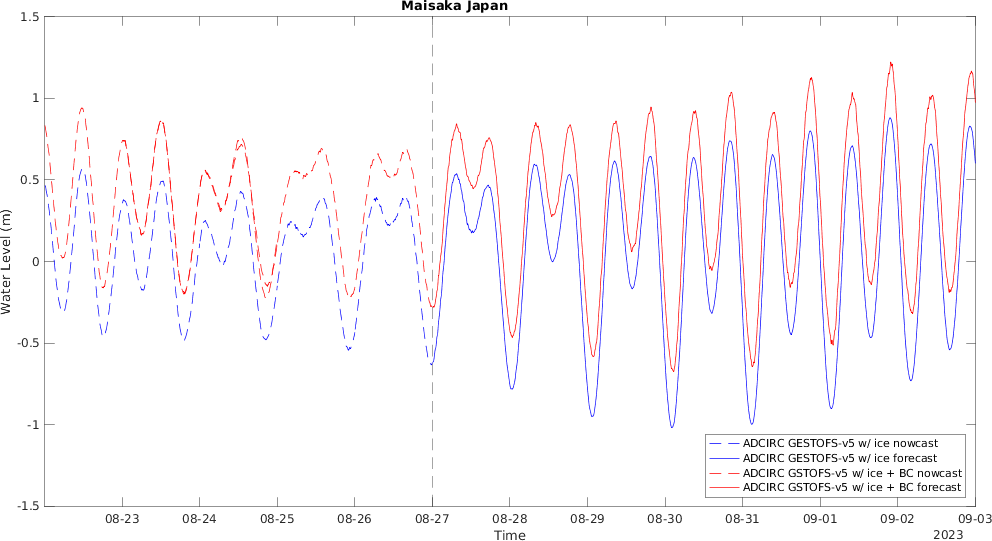 Maisaka Japan
Water Level (m)
1.5
1
0.5
0
-0.5
-1
-1.5
ADCIRC GESTOFS-v5 w/ ice nowcast
ADCIRC GESTOFS-v5 w/ ice forecast
ADCIRC GSTOFS-v5 w/ ice + BC nowcast
ADCIRC GSTOFS-v5 w/ ice + BC forecast
08-23 08-24 08-25 08-26 08-27 08-28 08-29 08-30 08-31 09-01 09-02 09-03
Time
2023